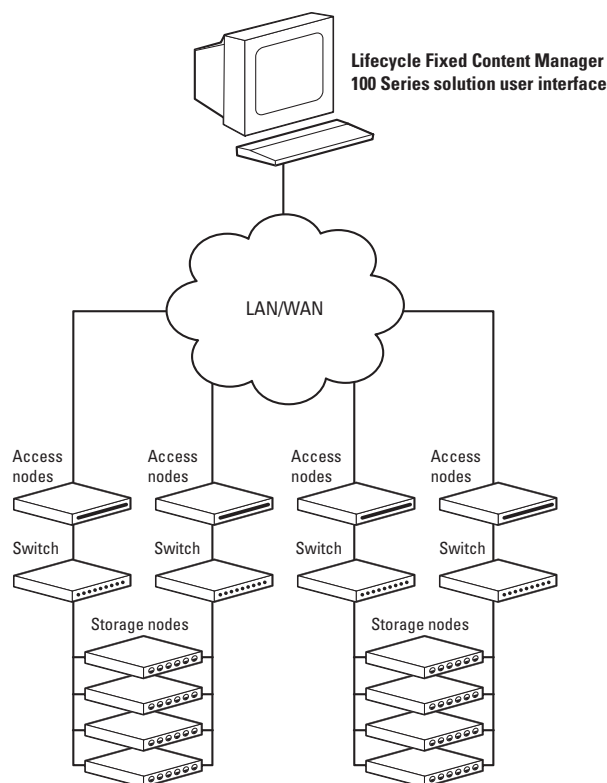 Lifecycle Fixed Content Manager
100 Series solution user interface
LAN/WAN
Access
nodes
Access
nodes
Access
nodes
Access
nodes
Switch
Switch
Switch
Switch
Storage nodes
Storage nodes